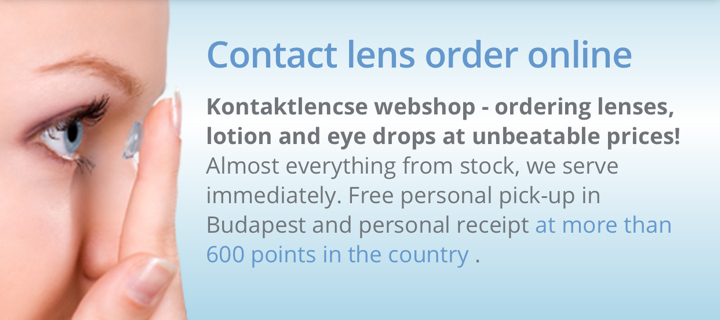 Contact lens order online
Kontaktlencse webshop - ordering lenses,
lotion and eye drops at unbeatable prices!
Almost everything from stock, we serve
immediately. Free personal pick-up in
Budapest and personal receipt at more than
600 points in the country .